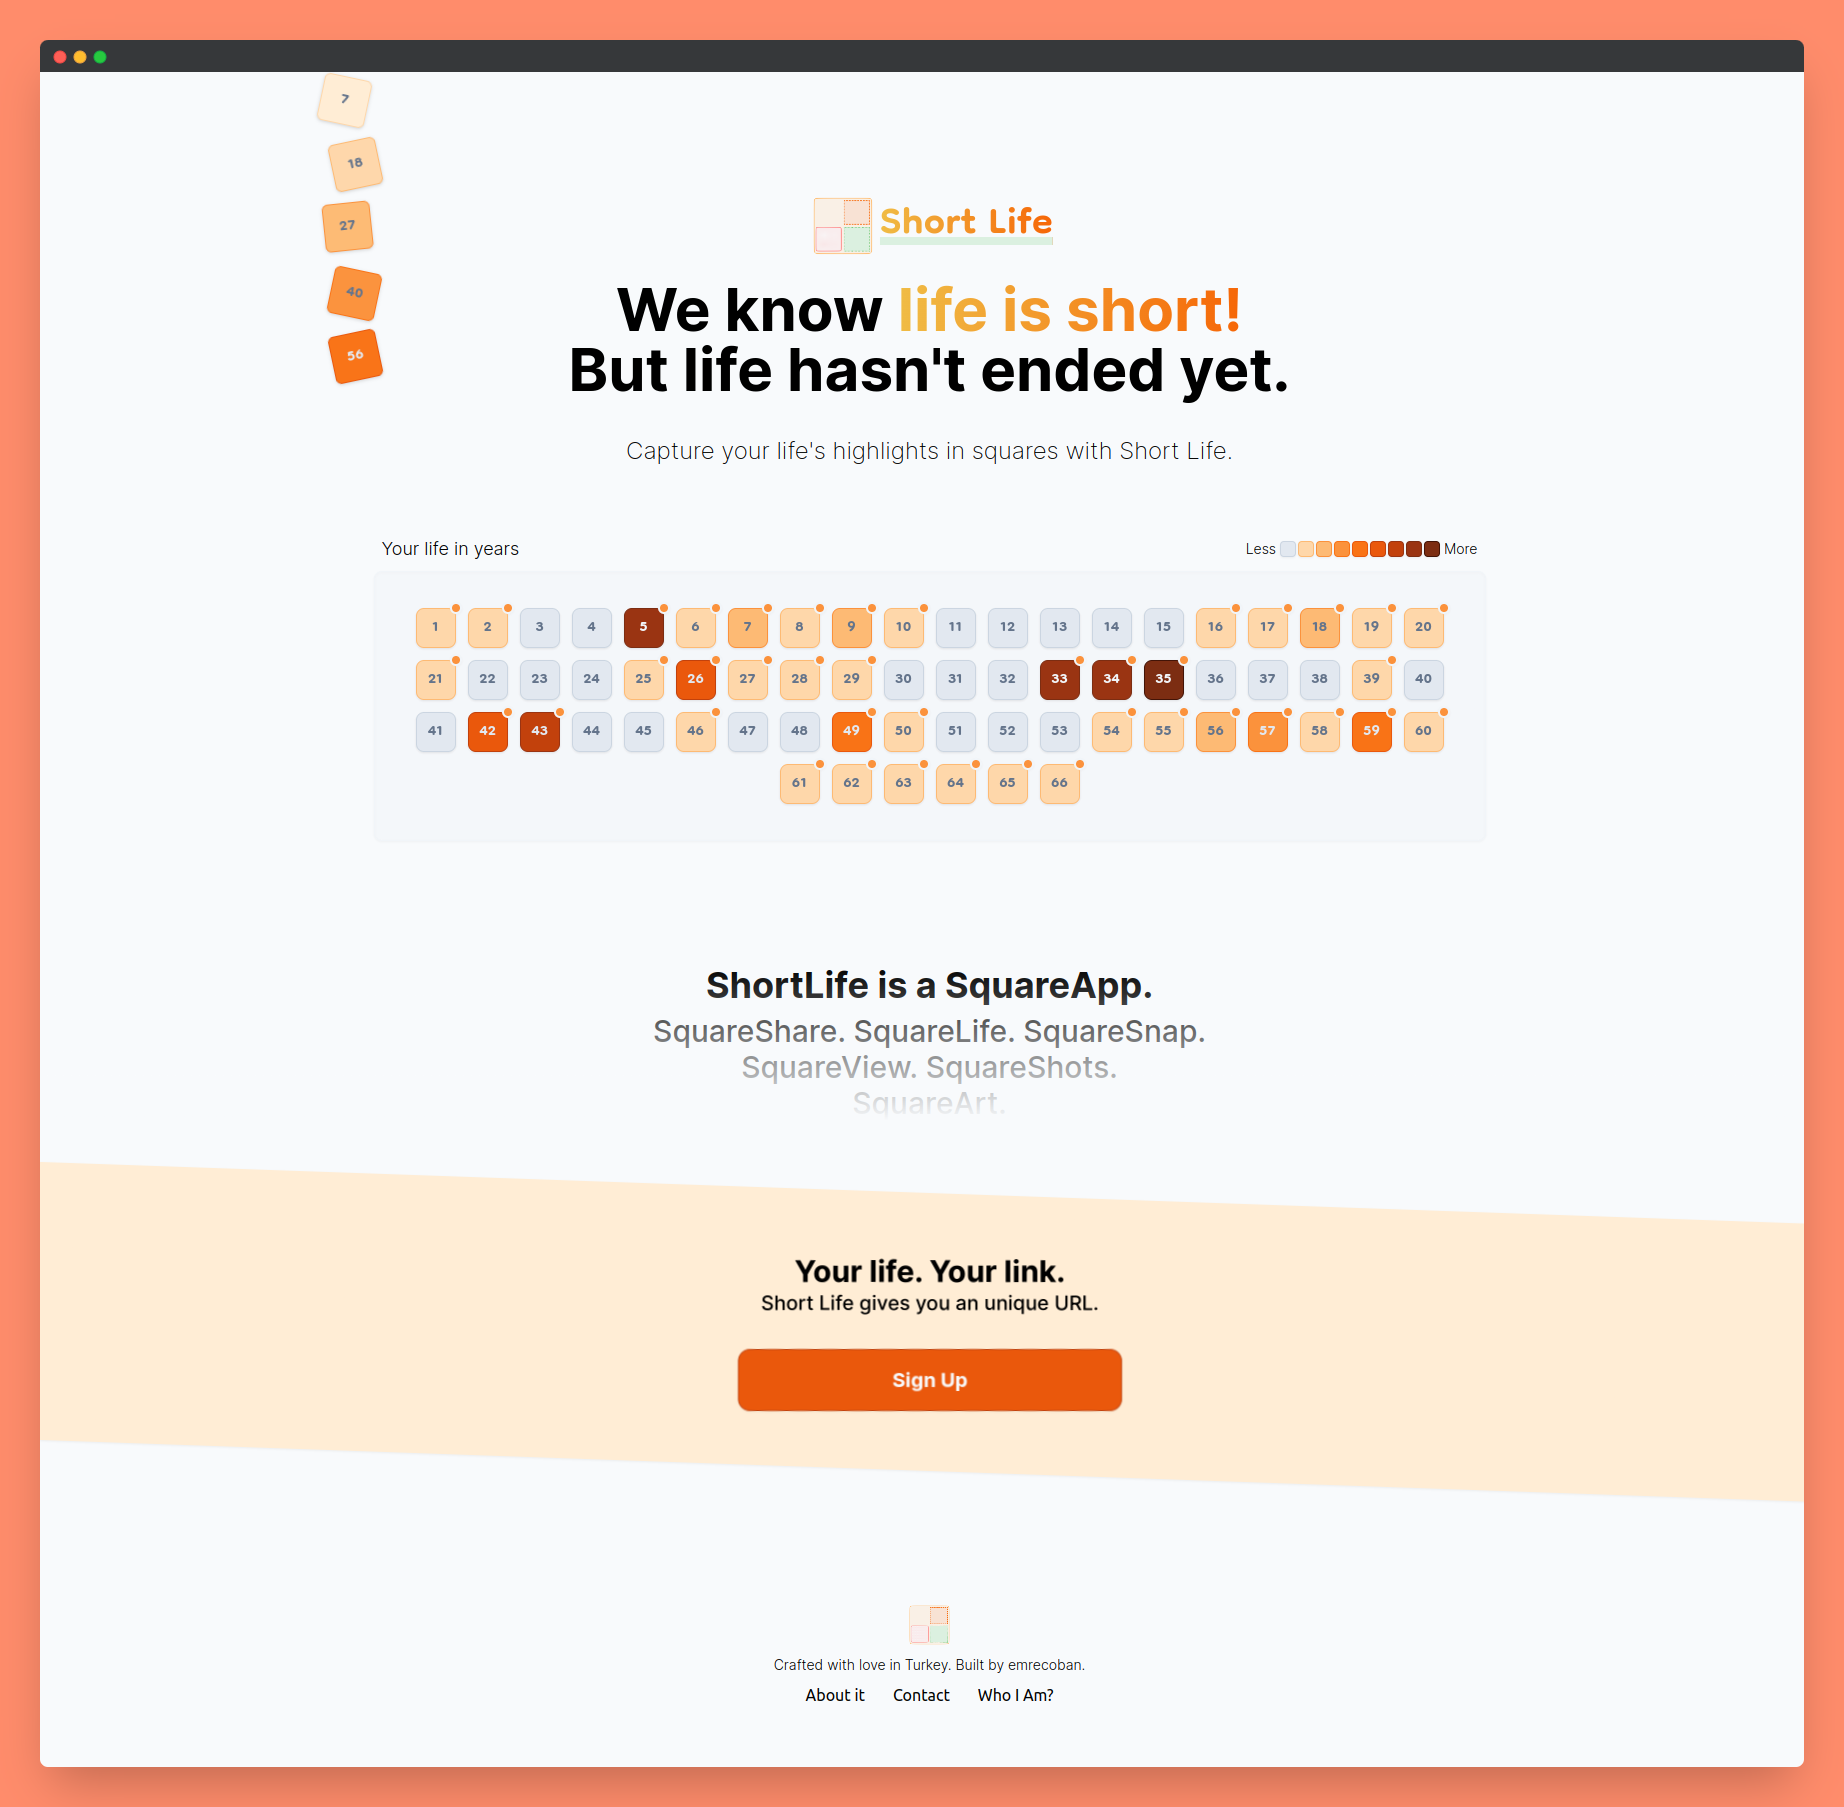 7
18
27
40
56
Short Life
We know life is short!
But life hasn't ended yet.
Capture your life's highlights in squares with Short Life.
Your life in years
Less More
1 2 3 4 5 6 7 8 9 10 11 12 13 14 15 16 17 18 19 20
21 22 23 24 25 26 27 28 29 30 31 32 33 34 35 36 37 38 39 40
41 42 43 44 45 46 47 48 49 50 51 52 53 54 55 56 57 58 59 60
61 62 63 64 65 66
ShortLife is a SquareApp.
SquareShare. SquareLife. SquareSnap.
SquareView. SquareShots.
SquareArt.
Your life. Your link.
Short Life gives you an unique URL.
Sign Up
Crafted with love in Turkey. Built by emrecoban.
About it Contact Who I Am?